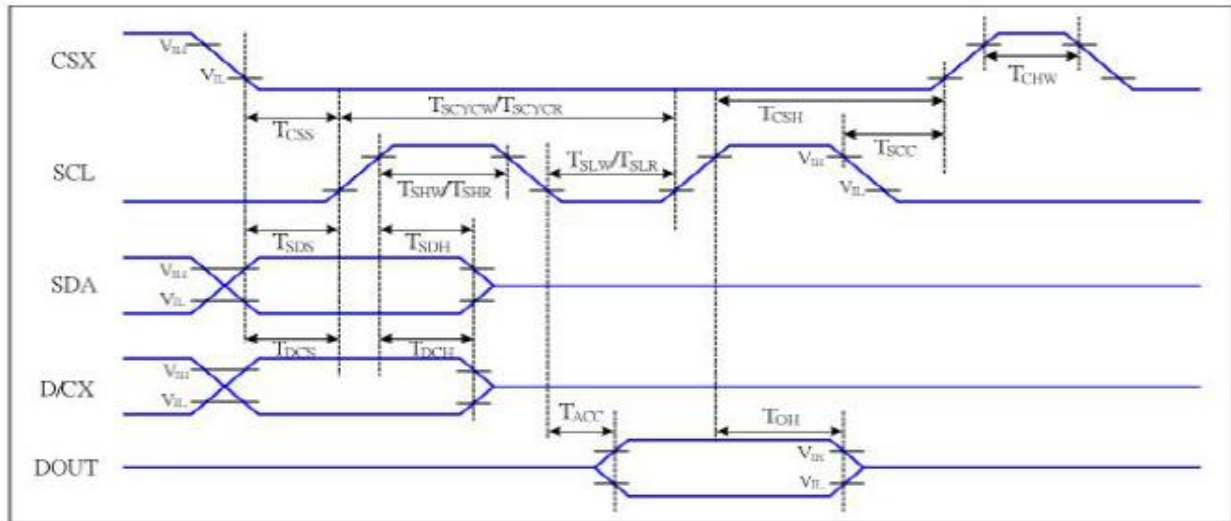 CSX
VIH
VIL
TCHW
TSCYCW/TSCYCR
TCSH
TCSS
TSCC
SCL
TSLW/TSLR
VIH
TSHW/TSHR
VIL
TSDS
TSDH
SDA
VIH
VIL
TDCS
TDCH
D/CX
VIH
VIL
TACC
TOH
DOUT
VIH
VIL